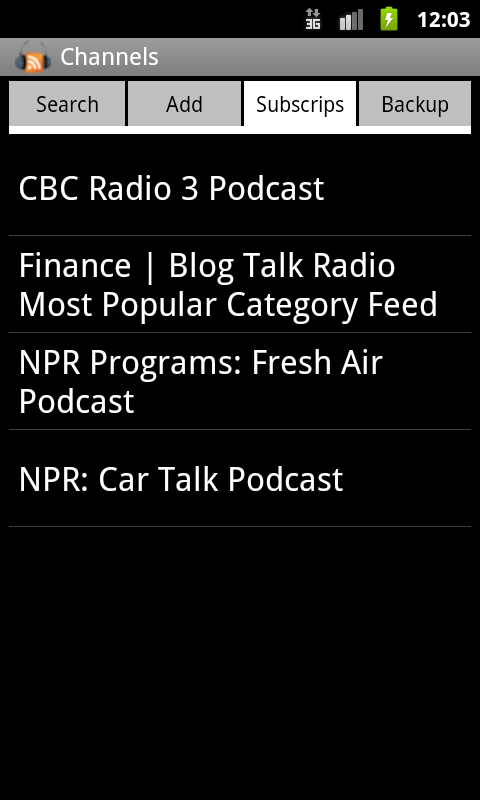 3G
12:03
Channels
Search
Add
Subscrips
Backup
CBC Radio 3 Podcast
Finance | Blog Talk Radio
Most Popular Category Feed
NPR Programs: Fresh Air
Podcast
NPR: Car Talk Podcast